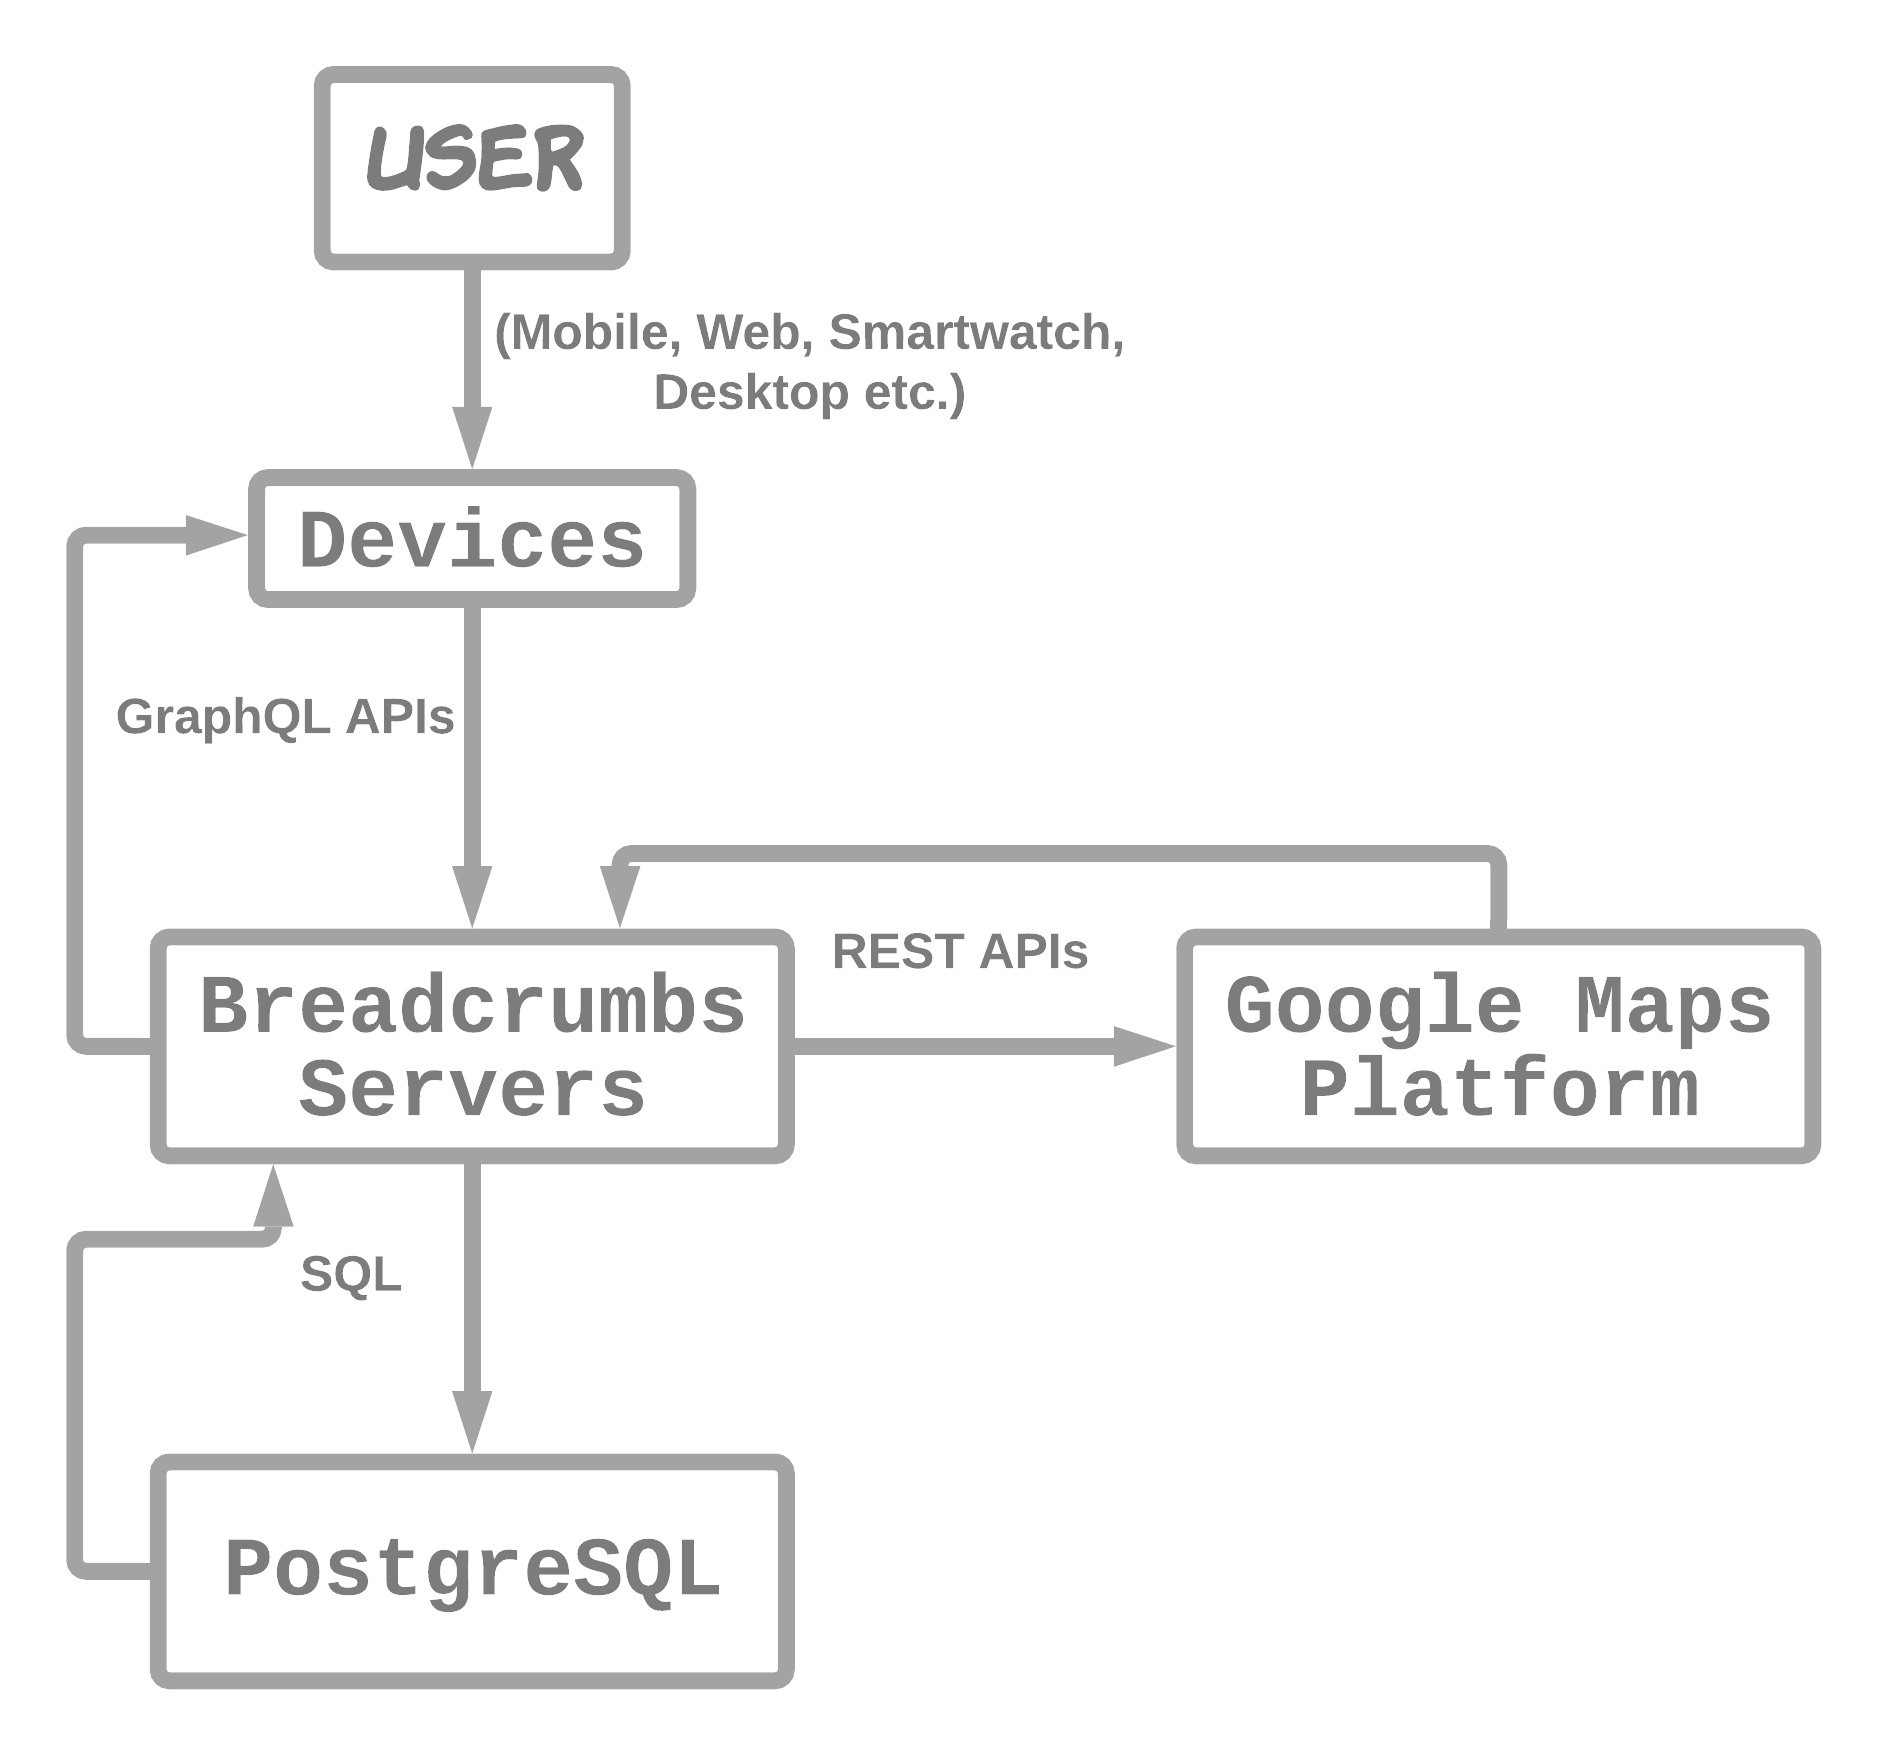 USER
(Mobile, Web, Smartwatch,
Desktop etc.)
Devices
GraphQL APIs
REST APIs
Breadcrumbs
Servers
Google Maps
Platform
SQL
PostgreSQL